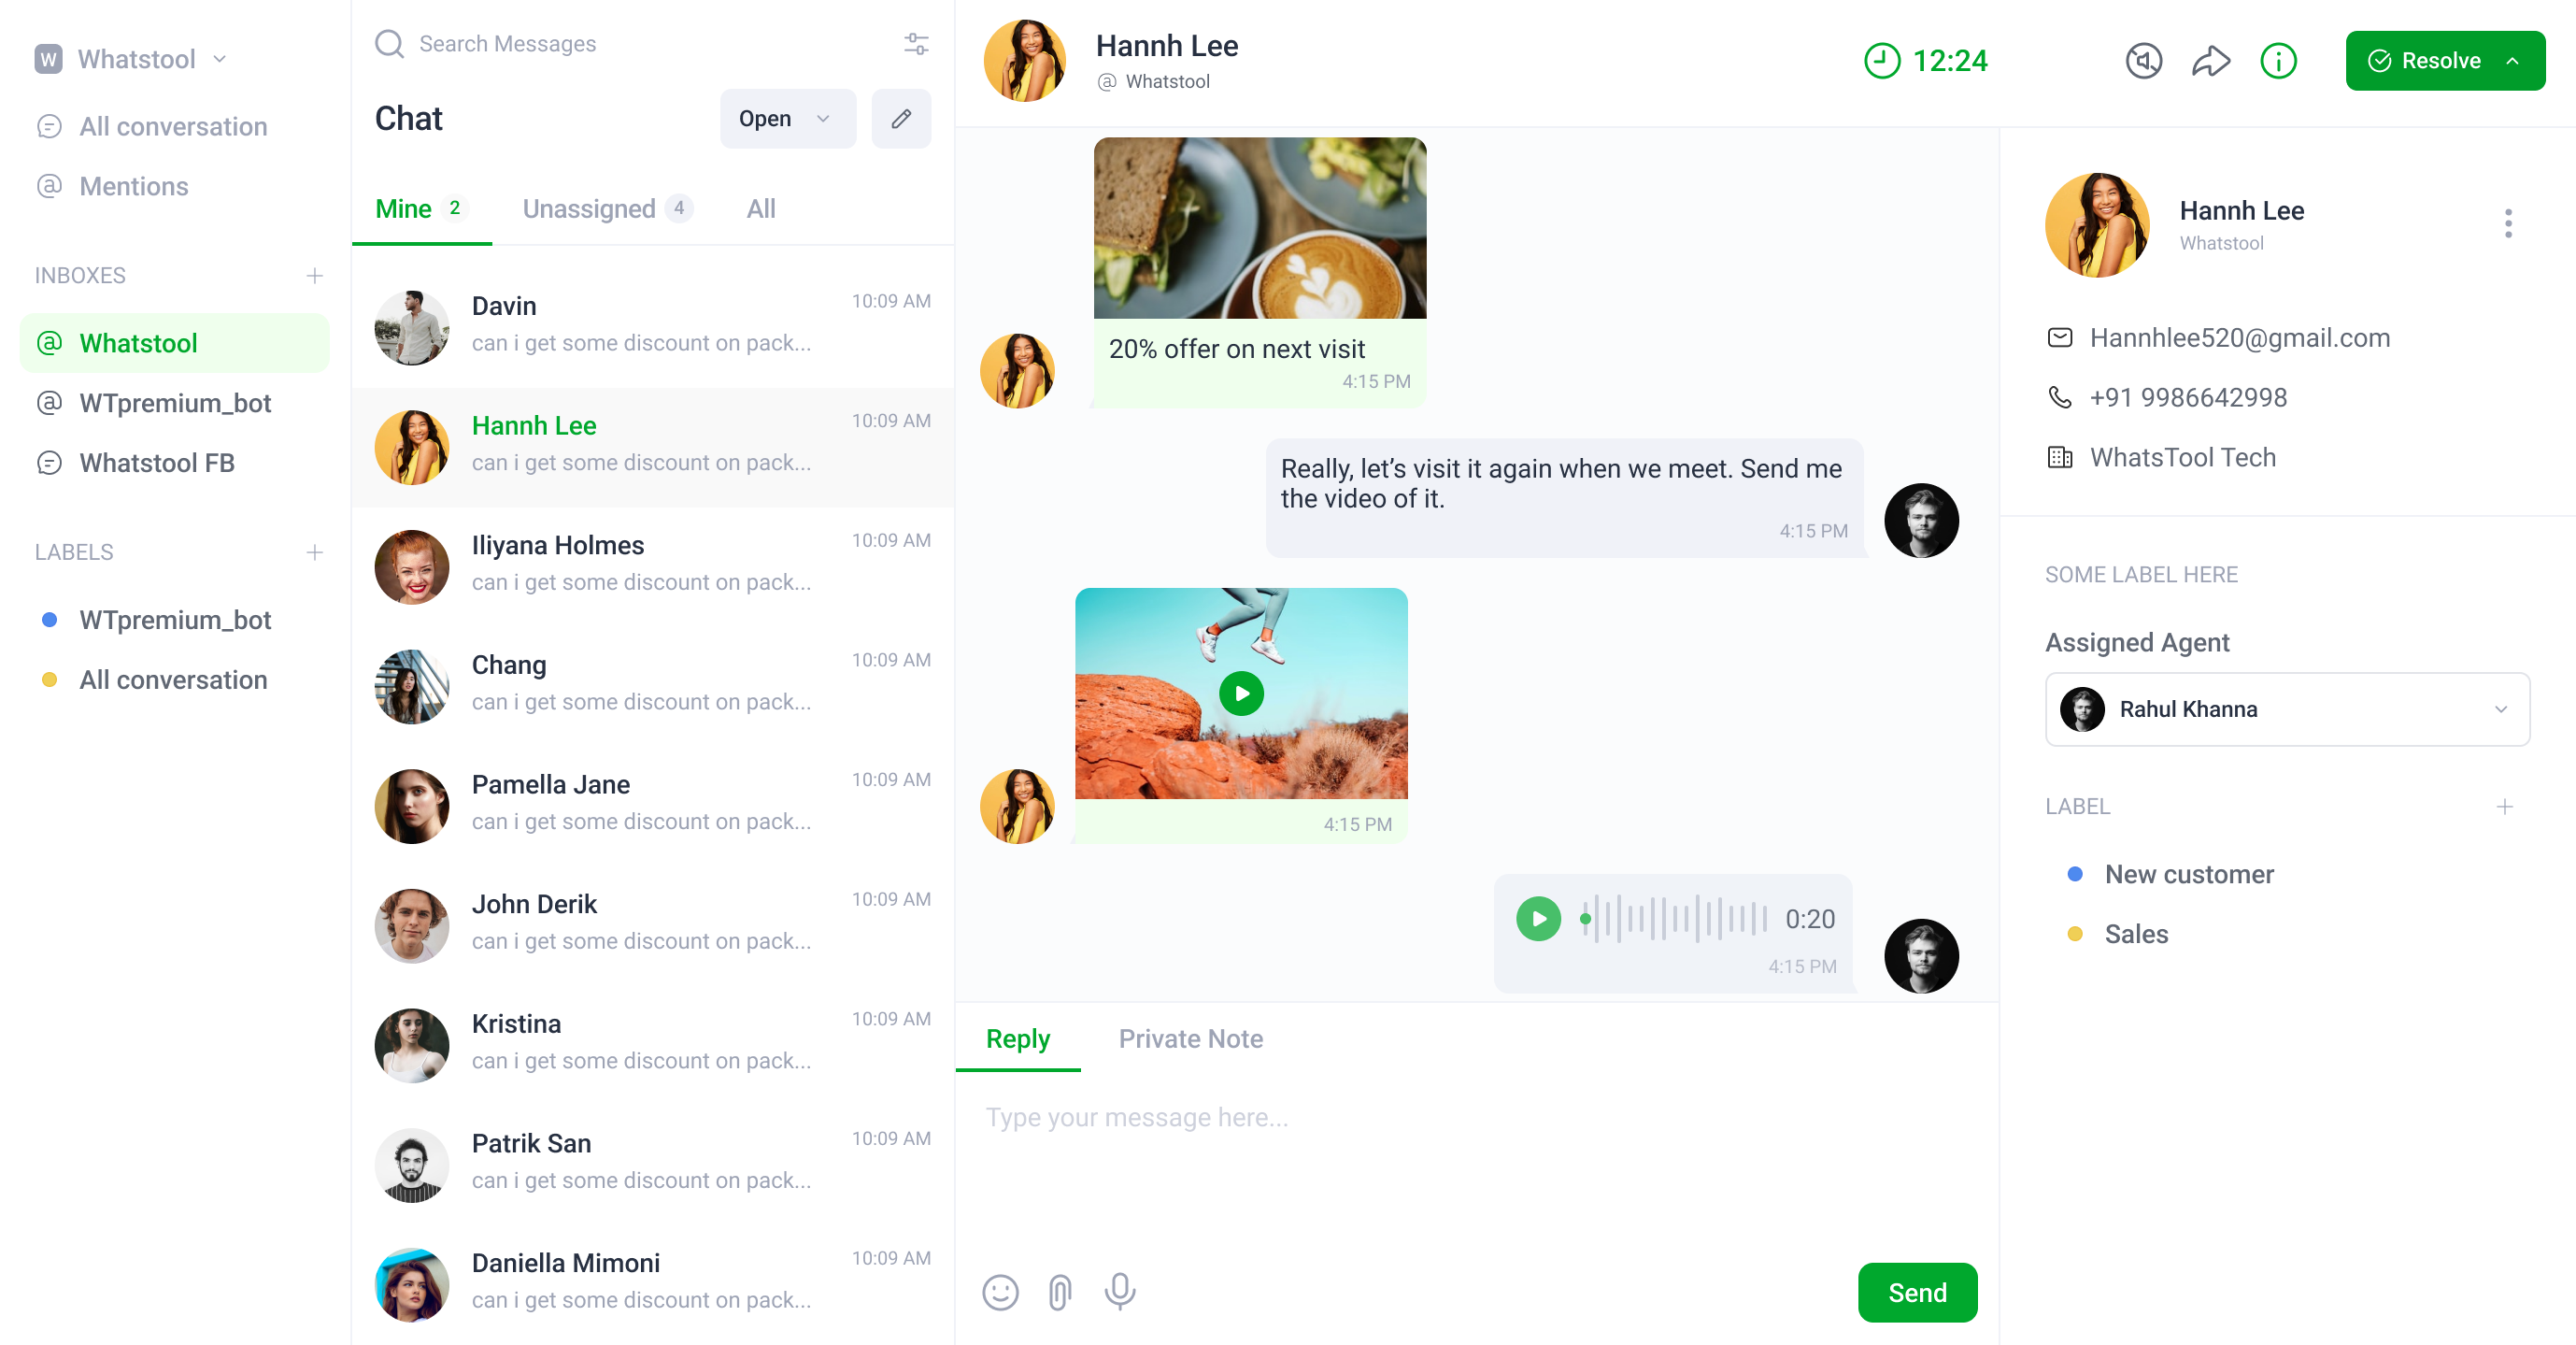 W Whatstool
All conversation
Mentions
INBOXES
Whatstool
WTpremium_bot
Whatstool FB
LABELS
WTpremium_bot
All conversation
Search Messages
Chat
Open
Mine 2
Unassigned 4
All
Davin
10:09 AM
can i get some discount on pack...
Hannh Lee
10:09 AM
can i get some discount on pack...
Iliyana Holmes
10:09 AM
can i get some discount on pack...
Chang
10:09 AM
can i get some discount on pack...
Pamella Jane
10:09 AM
can i get some discount on pack...
John Derik
10:09 AM
can i get some discount on pack...
Kristina
10:09 AM
can i get some discount on pack...
Patrik San
10:09 AM
can i get some discount on pack...
Daniella Mimoni
10:09 AM
can i get some discount on pack...
Hannh Lee
@ Whatstool
12:24
Resolve
20% offer on next visit
4:15 PM
Really, let’s visit it again when we meet. Send me
the video of it.
4:15 PM
4:15 PM
0:20
4:15 PM
Reply
Private Note
Type your message here...
Send
Hannh Lee
Whatstool
Hannhlee520@gmail.com
+91 9986642998
WhatsTool Tech
SOME LABEL HERE
Assigned Agent
Rahul Khanna
LABEL
New customer
Sales